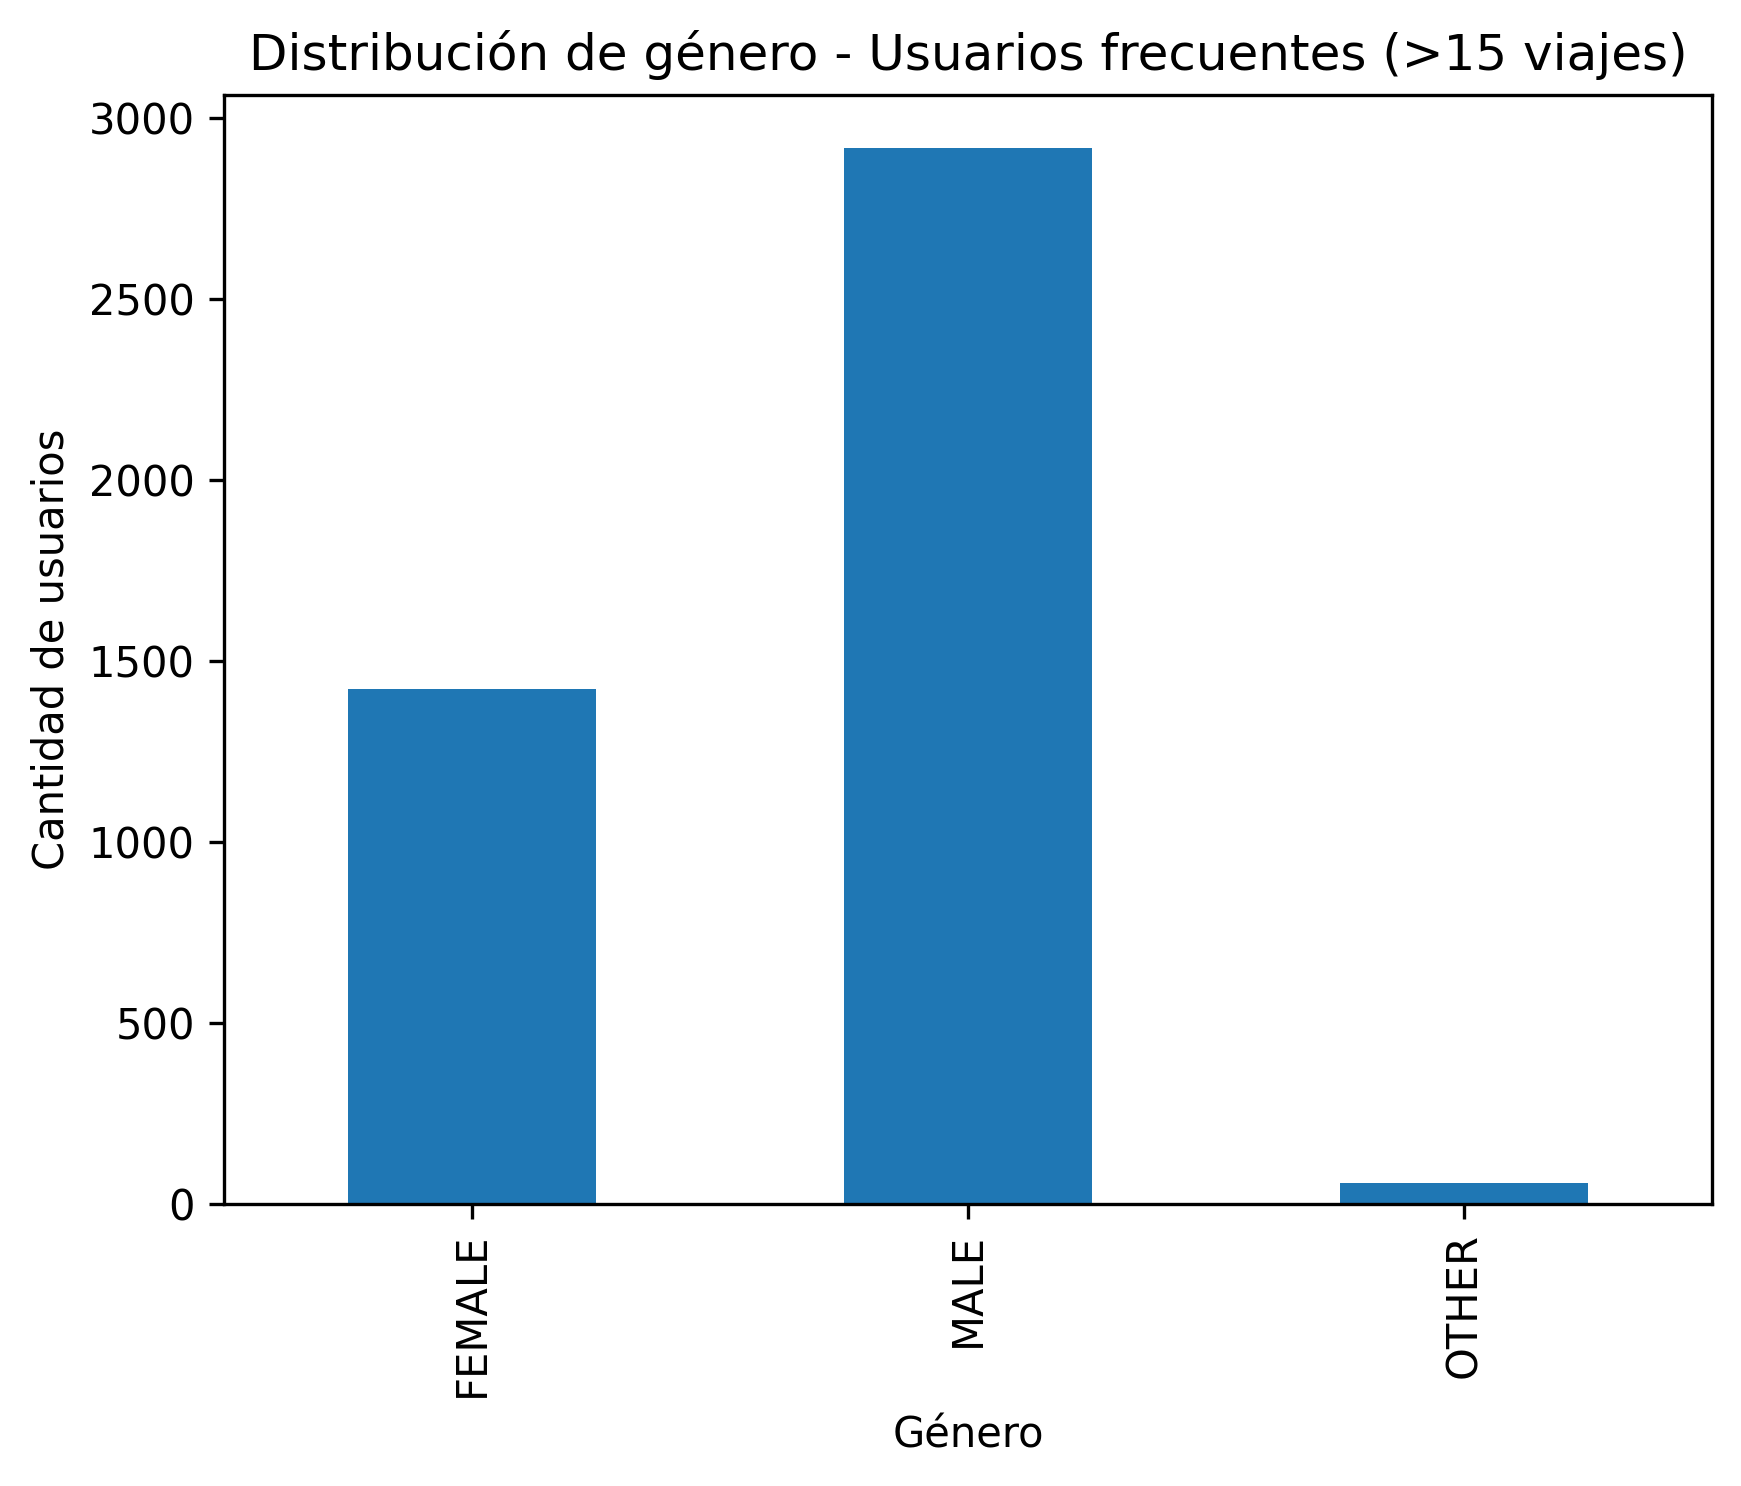 Distribución de género - Usuarios frecuentes (>15 viajes)
Cantidad de usuarios
3000
2500
2000
1500
1000
500
0
FEMALE
MALE
OTHER
Género